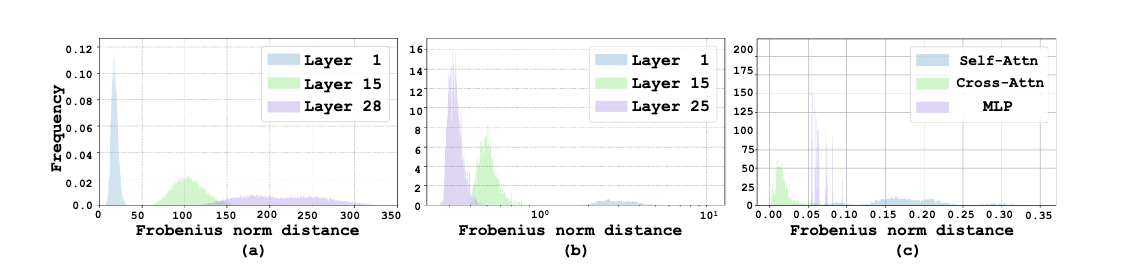 Frequency
0.12
0.10
0.08
0.06
0.04
0.02
0.0
0 50 100 150 200 250 300 350
Layer 1
Layer 15
Layer 28
Frobenius norm distance
(a)
16
14
12
10
8
6
4
2
0
10⁰ 10¹
Layer 1
Layer 15
Layer 25
Frobenius norm distance
(b)
200
175
150
125
100
75
50
25
0
0.00 0.05 0.10 0.15 0.20 0.25 0.30 0.35
Self-Attn
Cross-Attn
MLP
Frobenius norm distance
(c)